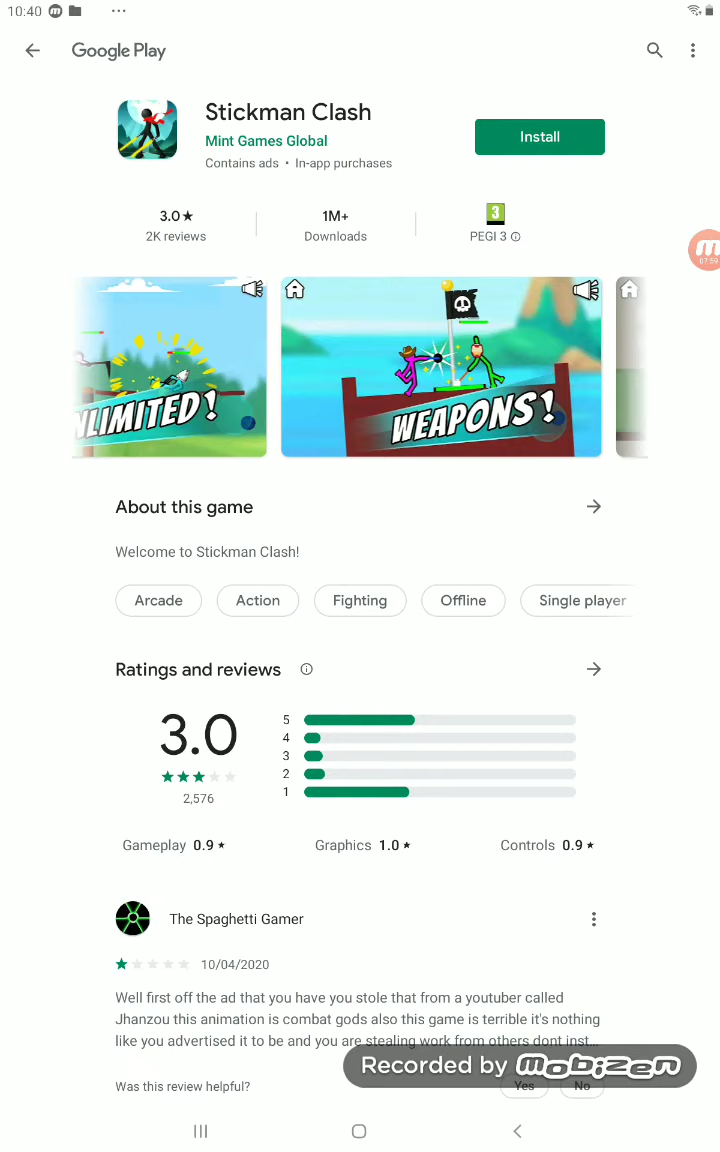 10:40
Google Play
Stickman Clash
Mint Games Global
Contains ads • In-app purchases
Install
3.0★
2K reviews
1M+
Downloads
3
PEGI 3
07:59
NLIMITED!
WEAPONS!
About this game
Welcome to Stickman Clash!
Arcade
Action
Fighting
Offline
Single player
Ratings and reviews
3.0
2,576
5
4
3
2
1
Gameplay 0.9 ★
Graphics 1.0 ★
Controls 0.9 ★
The Spaghetti Gamer
10/04/2020
Well first off the ad that you have you stole that from a youtuber called
Jhanzou this animation is combat gods also this game is terrible it's nothing
like you advertised it to be and you are stealing work from others dont inst...
Recorded by mobizen
Was this review helpful?
Yes
No